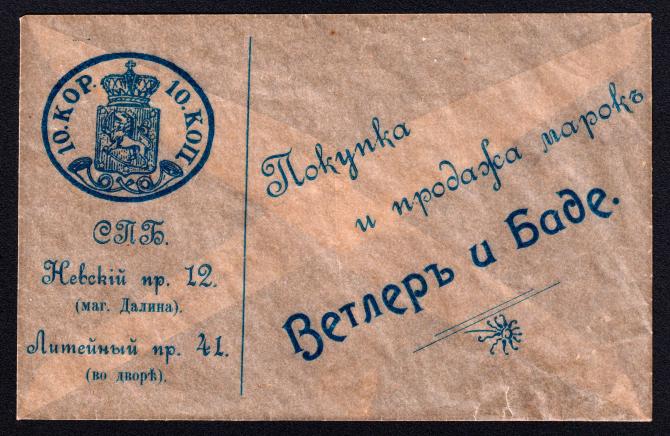 10. KOP. 10. КОП.
СПБ.
Невскій пр. 12.
(маг. Далина).
Литейный пр. 41.
(во дворѣ).
Покупка
и продажа марокъ
Ветлеръ и Баде.